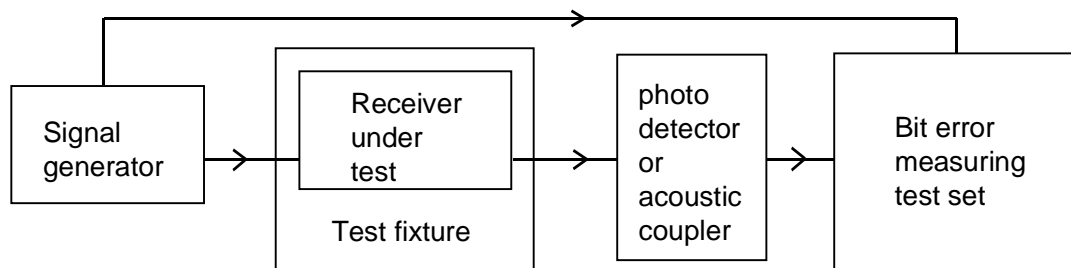 Signal
generator
Receiver
under
test
Test fixture
photo
detector
or
acoustic
coupler
Bit error
measuring
test set